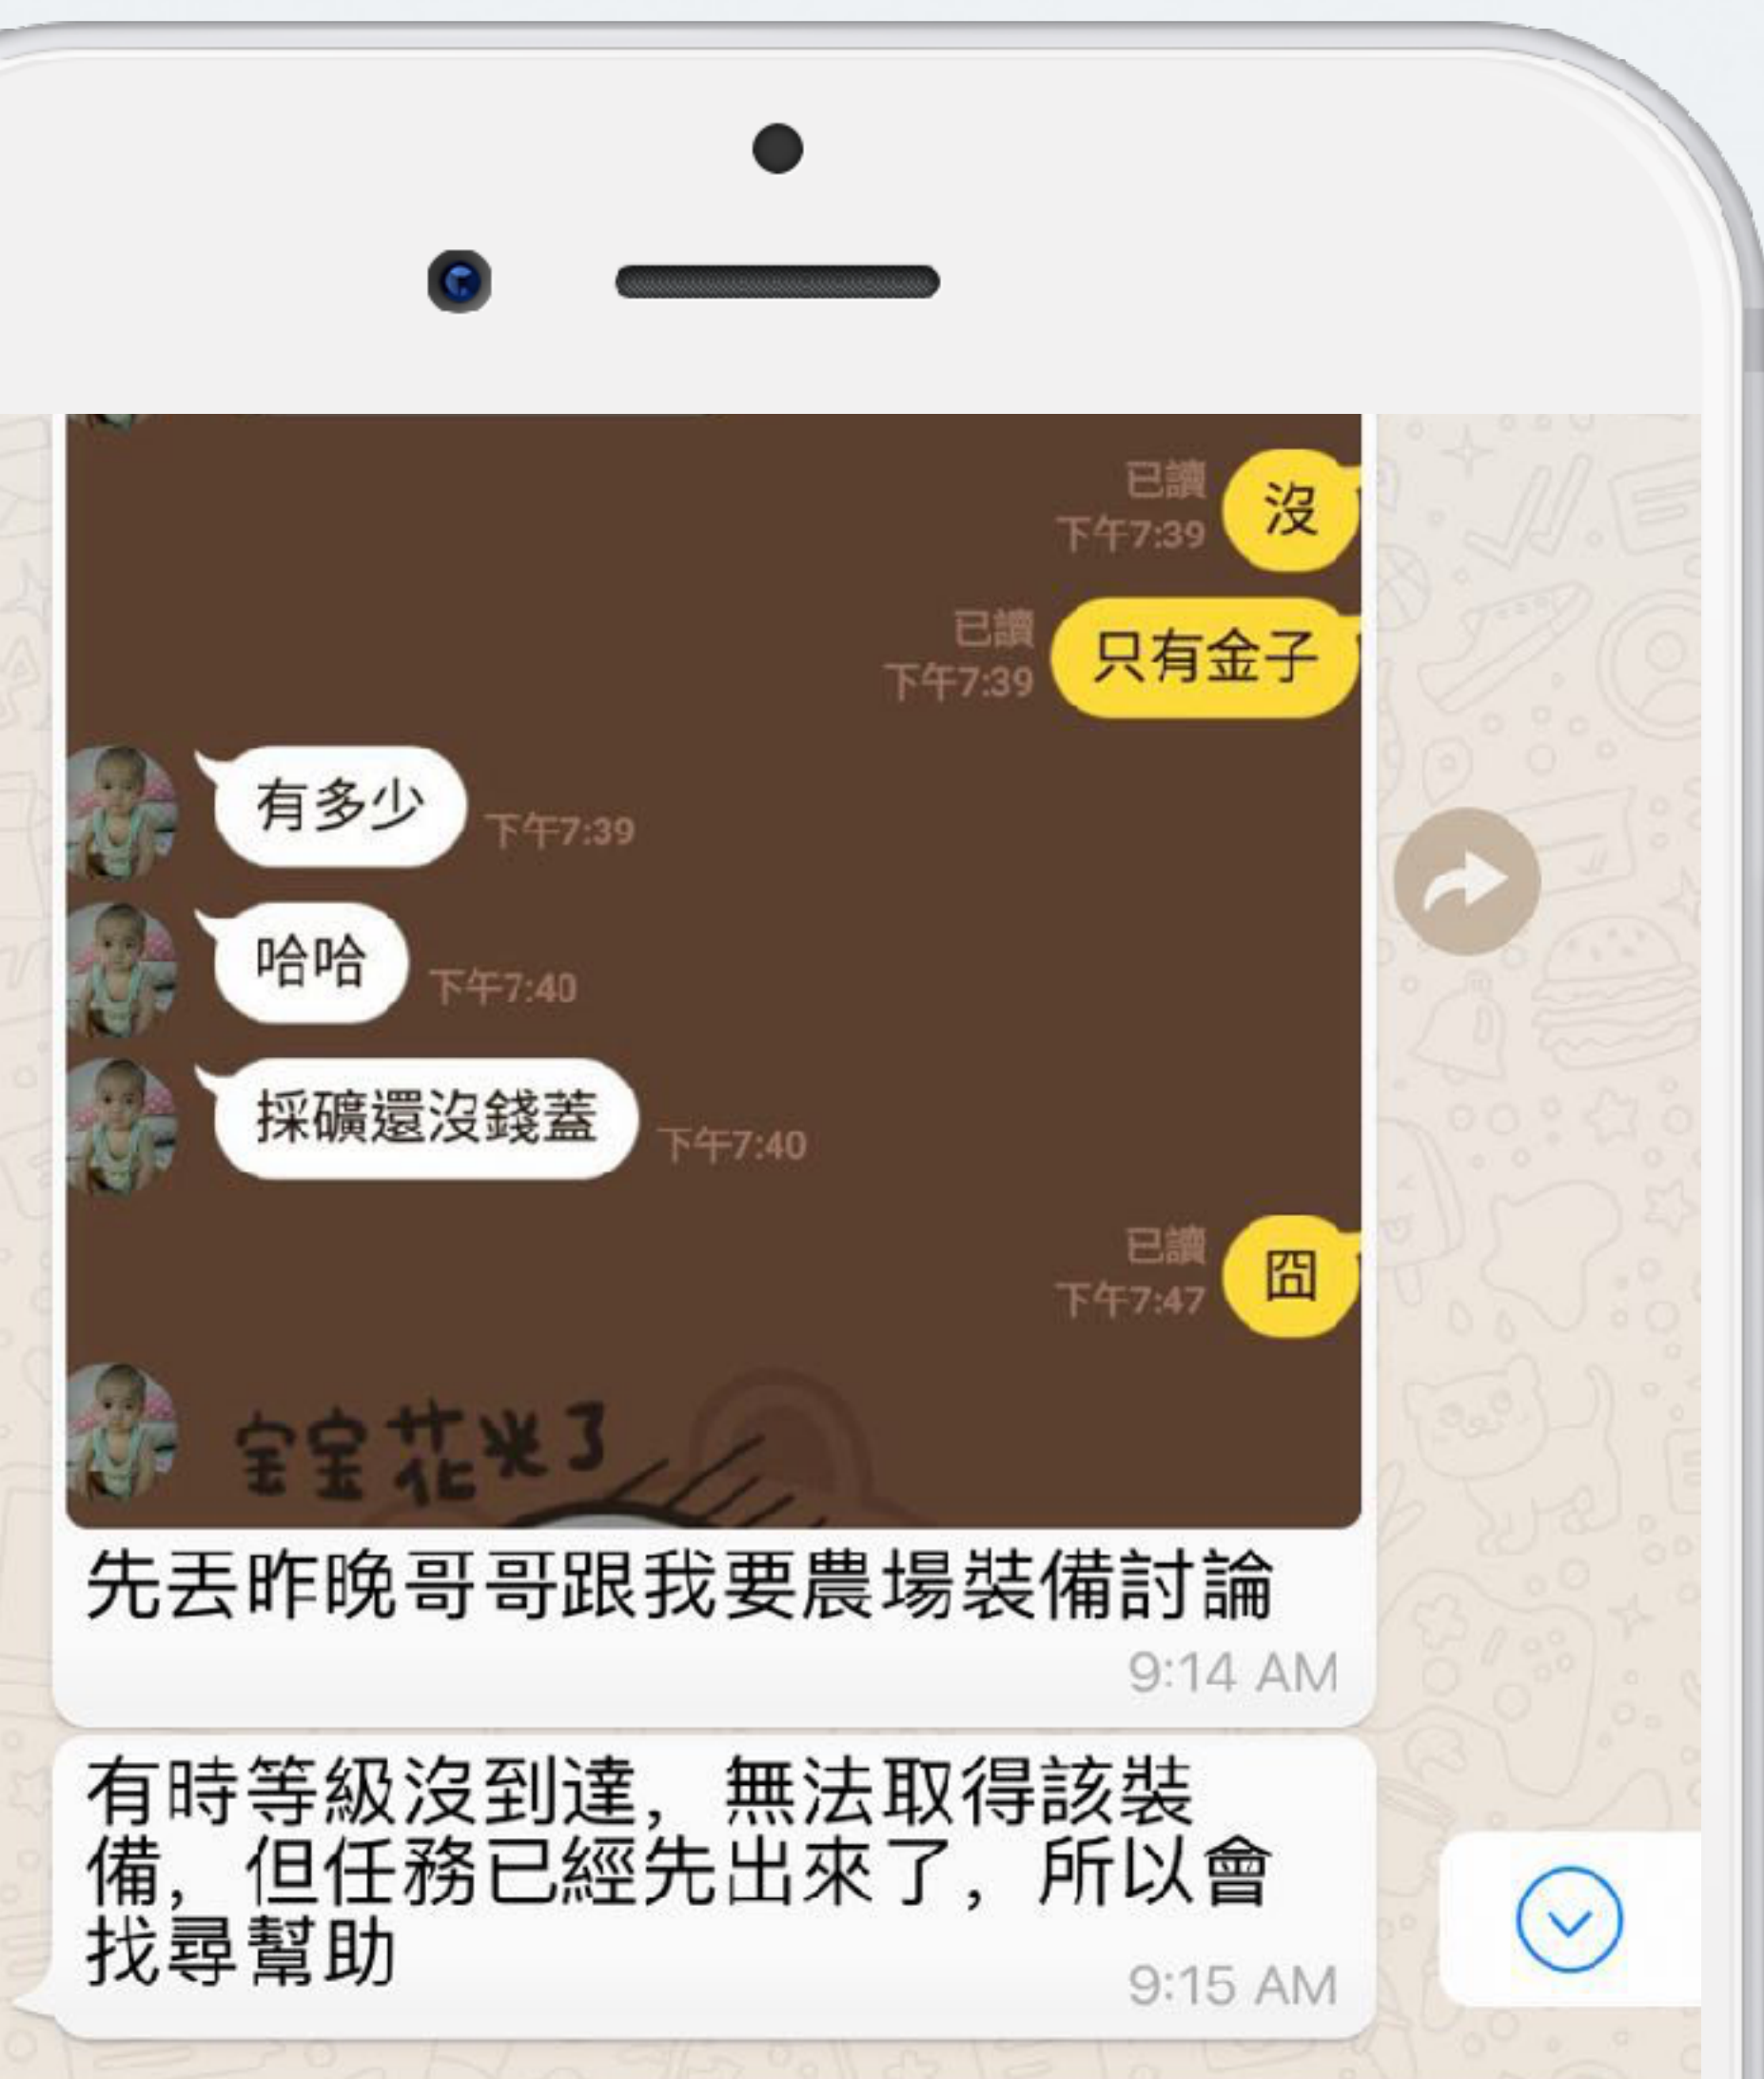 已讀
下午7:39
沒
已讀
下午7:39
只有金子
有多少
下午7:39
哈哈
下午7:40
採礦還沒錢蓋
下午7:40
已讀
下午7:47
囧
宝宝花光了
先丟昨晚哥哥跟我要農場裝備討論
9:14 AM
有時等級沒到達，無法取得該裝
備，但任務已經先出來了，所以會
找尋幫助
9:15 AM